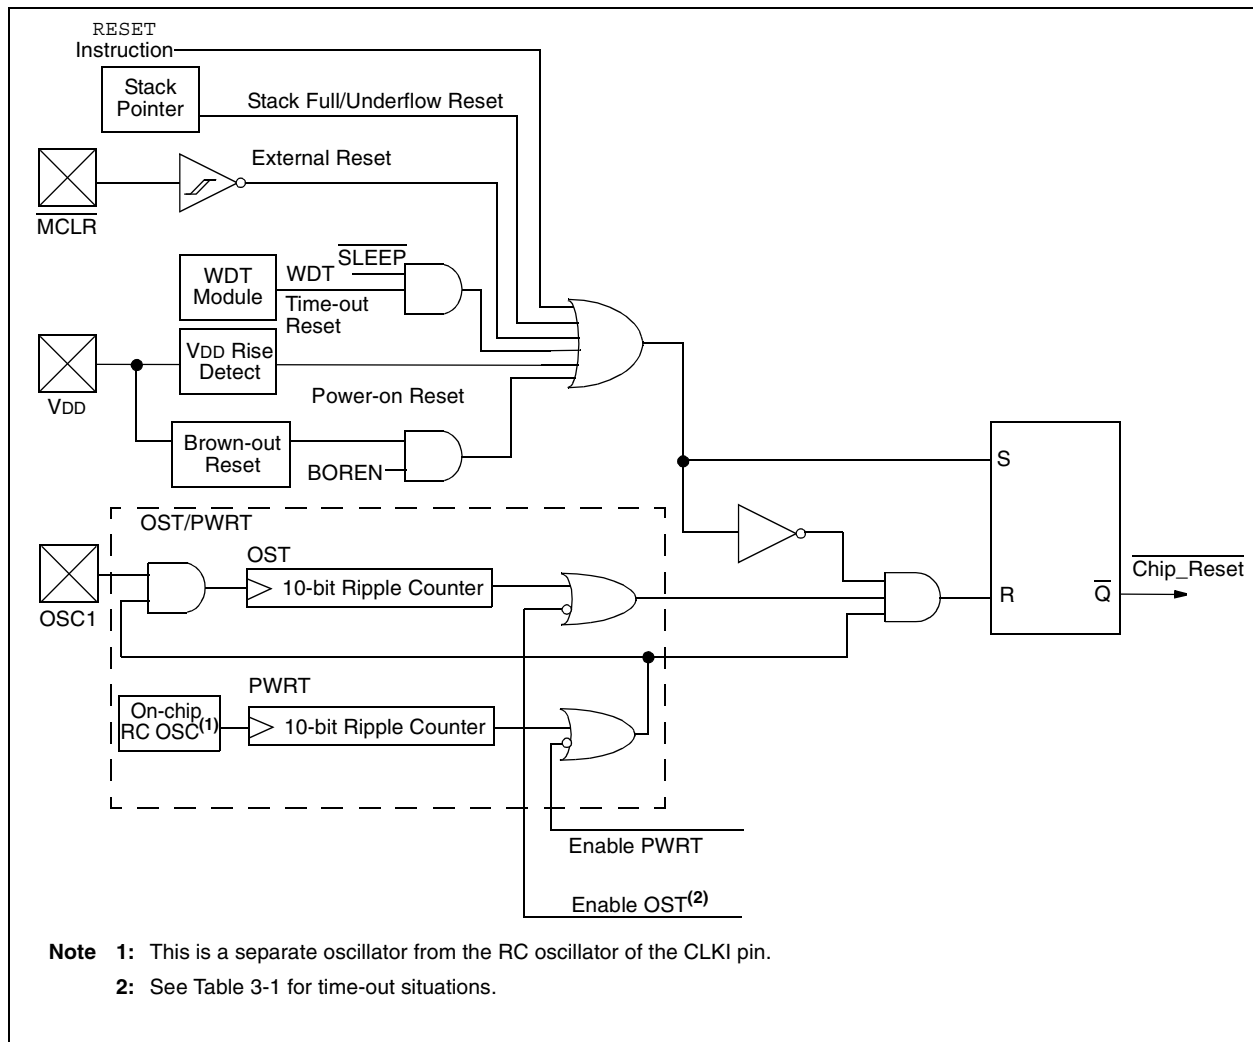 RESET
Instruction
Stack
Pointer
Stack Full/Underflow Reset
External Reset
MCLR
SLEEP
WDT
Module
WDT
Time-out
Reset
VDD Rise
Detect
VDD
Power-on Reset
Brown-out
Reset
BOREN
S
OST/PWRT
OST
10-bit Ripple Counter
OSC1
R
Q
Chip_Reset
PWRT
On-chip
RC OSC(1)
10-bit Ripple Counter
Enable PWRT
Enable OST(2)
Note 1: This is a separate oscillator from the RC oscillator of the CLKI pin.
2: See Table 3-1 for time-out situations.